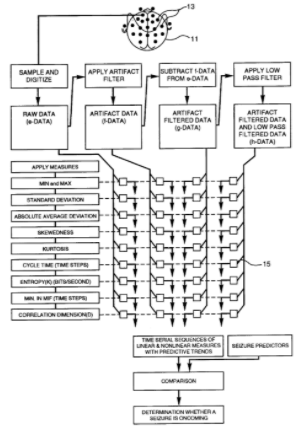 13
11
SAMPLE AND
DIGITIZE
APPLY ARTIFACT
FILTER
SUBTRACT f-DATA
FROM e-DATA
APPLY LOW
PASS FILTER
RAW DATA
(e-DATA)
ARTIFACT DATA
(f-DATA)
ARTIFACT
FILTERED DATA
(g-DATA)
ARTIFACT
FILTERED DATA
AND LOW PASS
FILTERED DATA
(h-DATA)
APPLY MEASURES
MIN and MAX
STANDARD DEVIATION
ABSOLUTE AVERAGE DEVIATION
SKEWEDNESS
KURTOSIS
CYCLE TIME (TIME STEPS)
ENTROPY(K) (BITS/SECOND)
MIN. IN MIF (TIME STEPS)
CORRELATION DIMENSION(D)
15
TIME SERIAL SEQUENCES OF
LINEAR & NONLINEAR MEASURES
WITH PREDICTIVE TRENDS
SEIZURE PREDICTORS
COMPARISON
DETERMINATION WHETHER A
SEIZURE IS ONCOMING